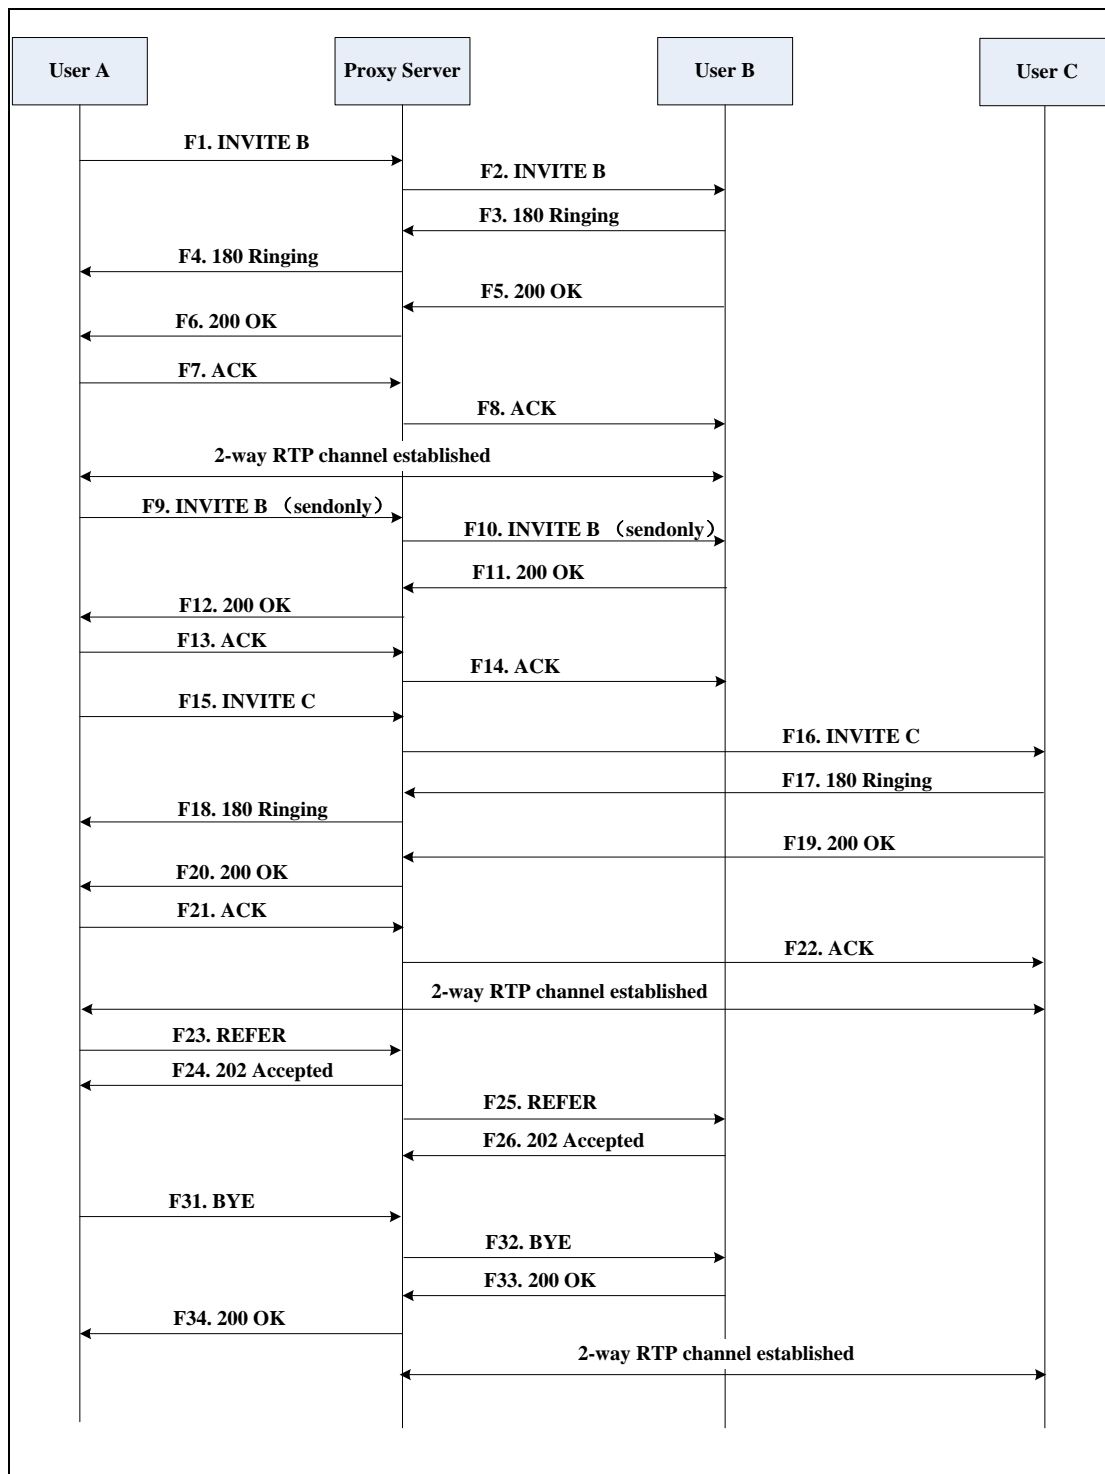 User A
Proxy Server
User B
User C
F1. INVITE B
F2. INVITE B
F3. 180 Ringing
F4. 180 Ringing
F5. 200 OK
F6. 200 OK
F7. ACK
F8. ACK
2-way RTP channel established
F9. INVITE B （sendonly）
F10. INVITE B （sendonly）
F11. 200 OK
F12. 200 OK
F13. ACK
F14. ACK
F15. INVITE C
F16. INVITE C
F17. 180 Ringing
F18. 180 Ringing
F19. 200 OK
F20. 200 OK
F21. ACK
F22. ACK
2-way RTP channel established
F23. REFER
F24. 202 Accepted
F25. REFER
F26. 202 Accepted
F31. BYE
F32. BYE
F33. 200 OK
F34. 200 OK
2-way RTP channel established